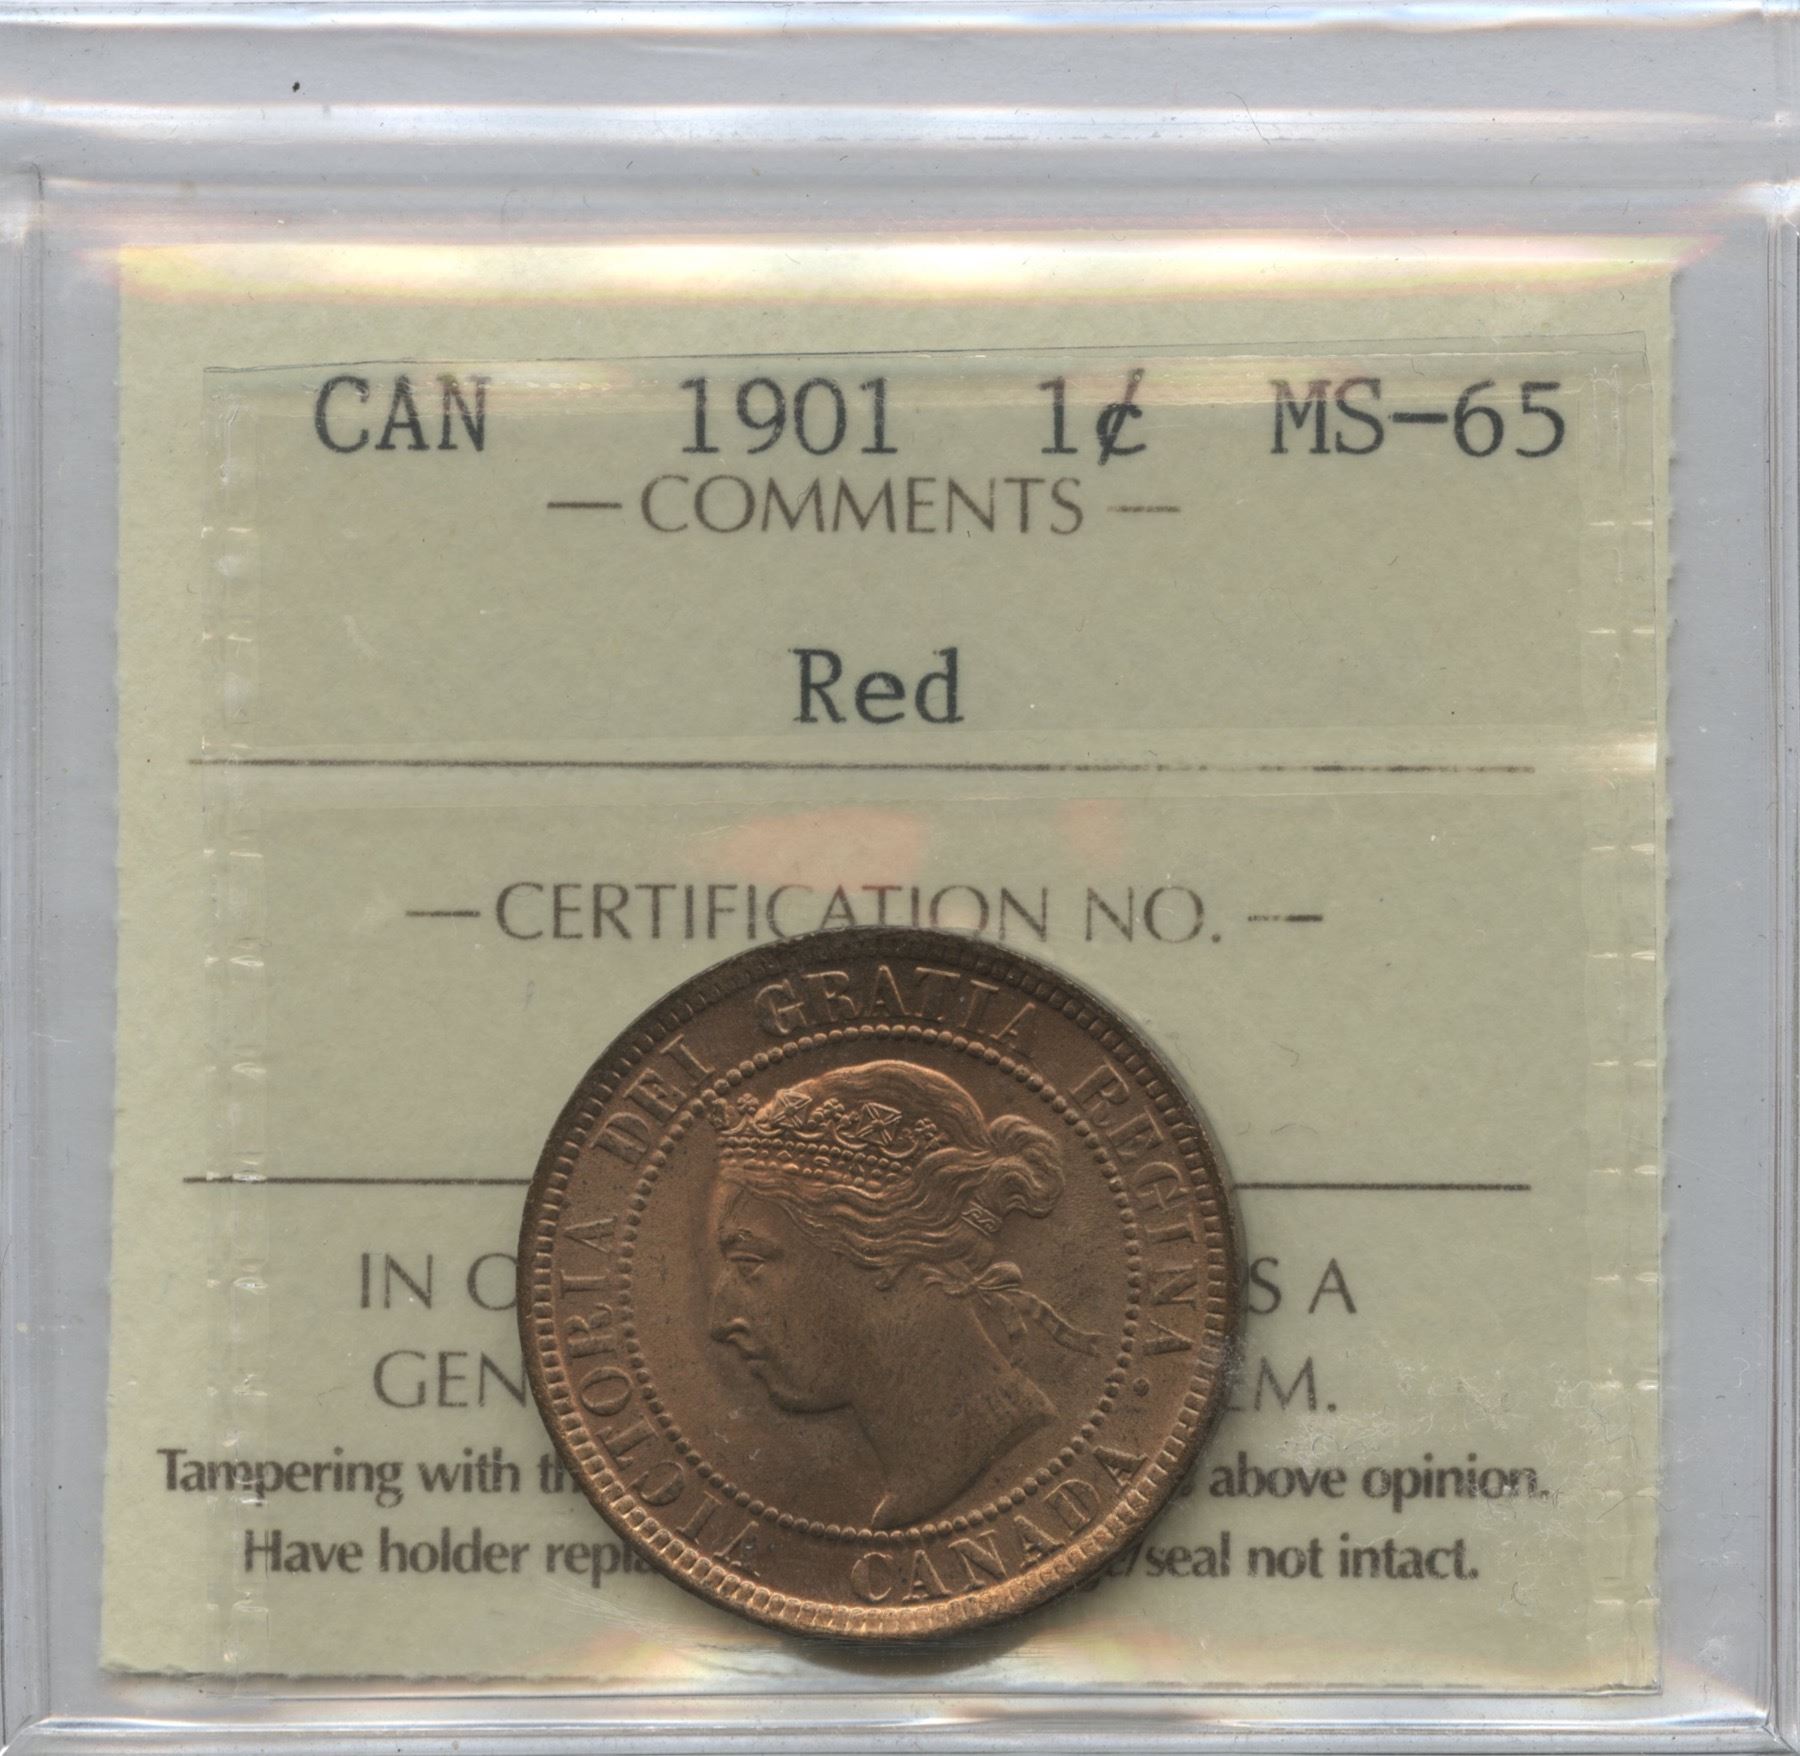 CAN 1901 1¢ MS-65
— COMMENTS —
Red
— CERTIFICATION NO. —
VICTORIA DEI GRATIA REGINA.
CANADA
IN O S A
GEN EM.
Tampering with th above opinion.
Have holder repla /seal not intact.